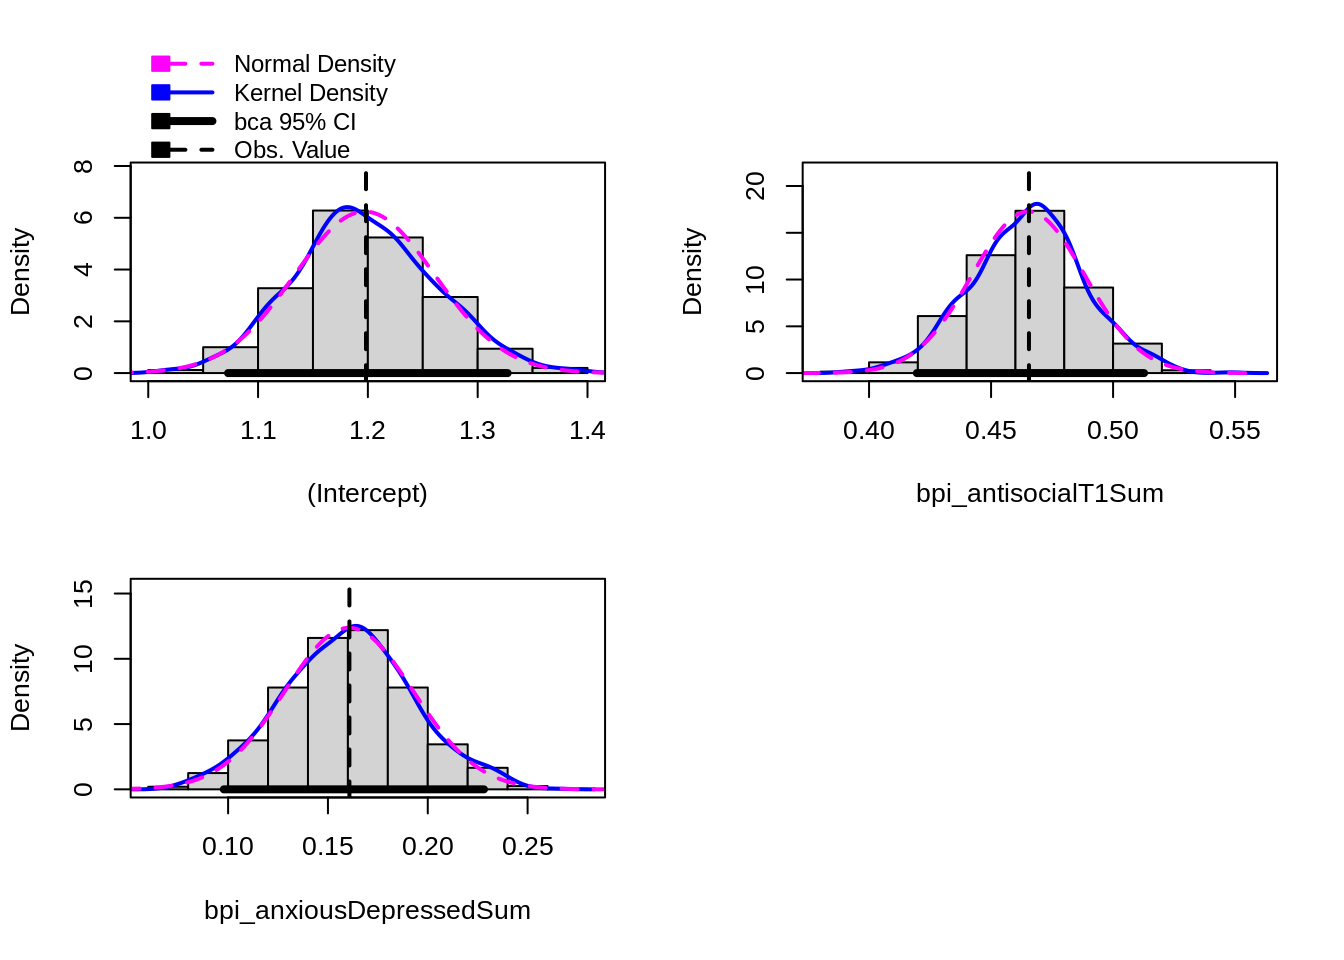 Normal Density
Kernel Density
bca 95% CI
Obs. Value
Density
0 2 4 6 8
1.0 1.1 1.2 1.3 1.4
(Intercept)
Density
0 5 10 20
0.40 0.45 0.50 0.55
bpi_antisocialT1Sum
Density
0 5 10 15
0.10 0.15 0.20 0.25
bpi_anxiousDepressedSum